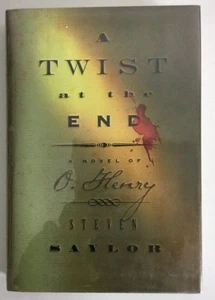 A
TWIST
at the
END
A NOVEL OF
O. Henry
STEVEN
SAYLOR